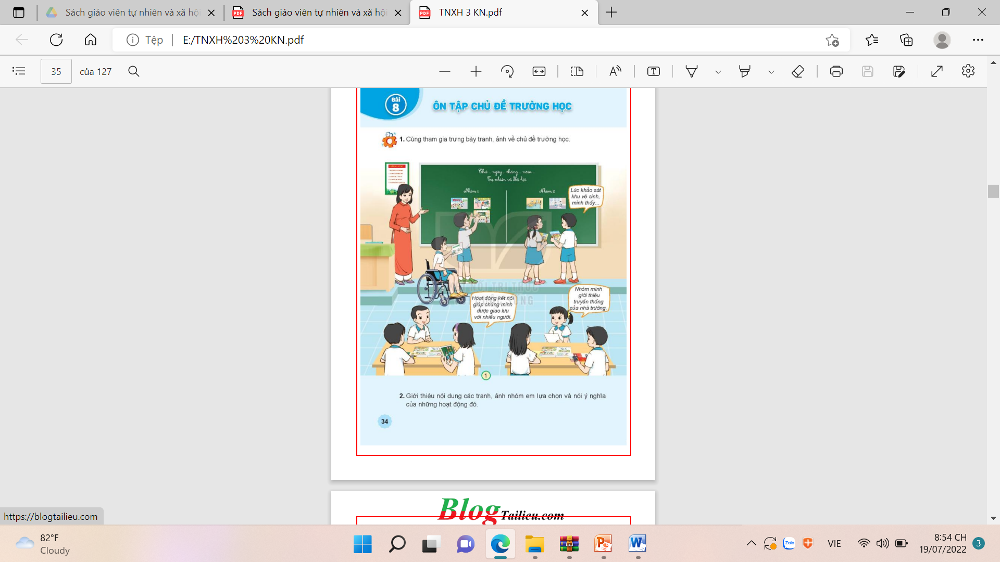 Sách giáo viên tự nhiên và xã hội
Sách giáo viên tự nhiên và xã hội
TNXH 3 KN.pdf
Tệp
E:/TNXH%203%20KN.pdf
35
của 127
Bài
8
ÔN TẬP CHỦ ĐỀ TRƯỜNG HỌC
1. Cùng tham gia trưng bày tranh, ảnh về chủ đề trường học.
Thứ _ ngày _ tháng _ năm _
Tự nhiên và Xã hội
Nhóm 1
Nhóm 2
Lúc khảo sát
khu vệ sinh,
mình thấy...
Hoạt động kết nối
giúp chúng mình
được giao lưu
với nhiều người.
Nhóm mình
giới thiệu
truyền thống
của nhà trường.
1
2. Giới thiệu nội dung các tranh, ảnh nhóm em lựa chọn và nói ý nghĩa
của những hoạt động đó.
34
Blog Tailieu.com
https://blogtailieu.com
82°F
Cloudy
Zalo
VIE
8:54 CH
19/07/2022
3